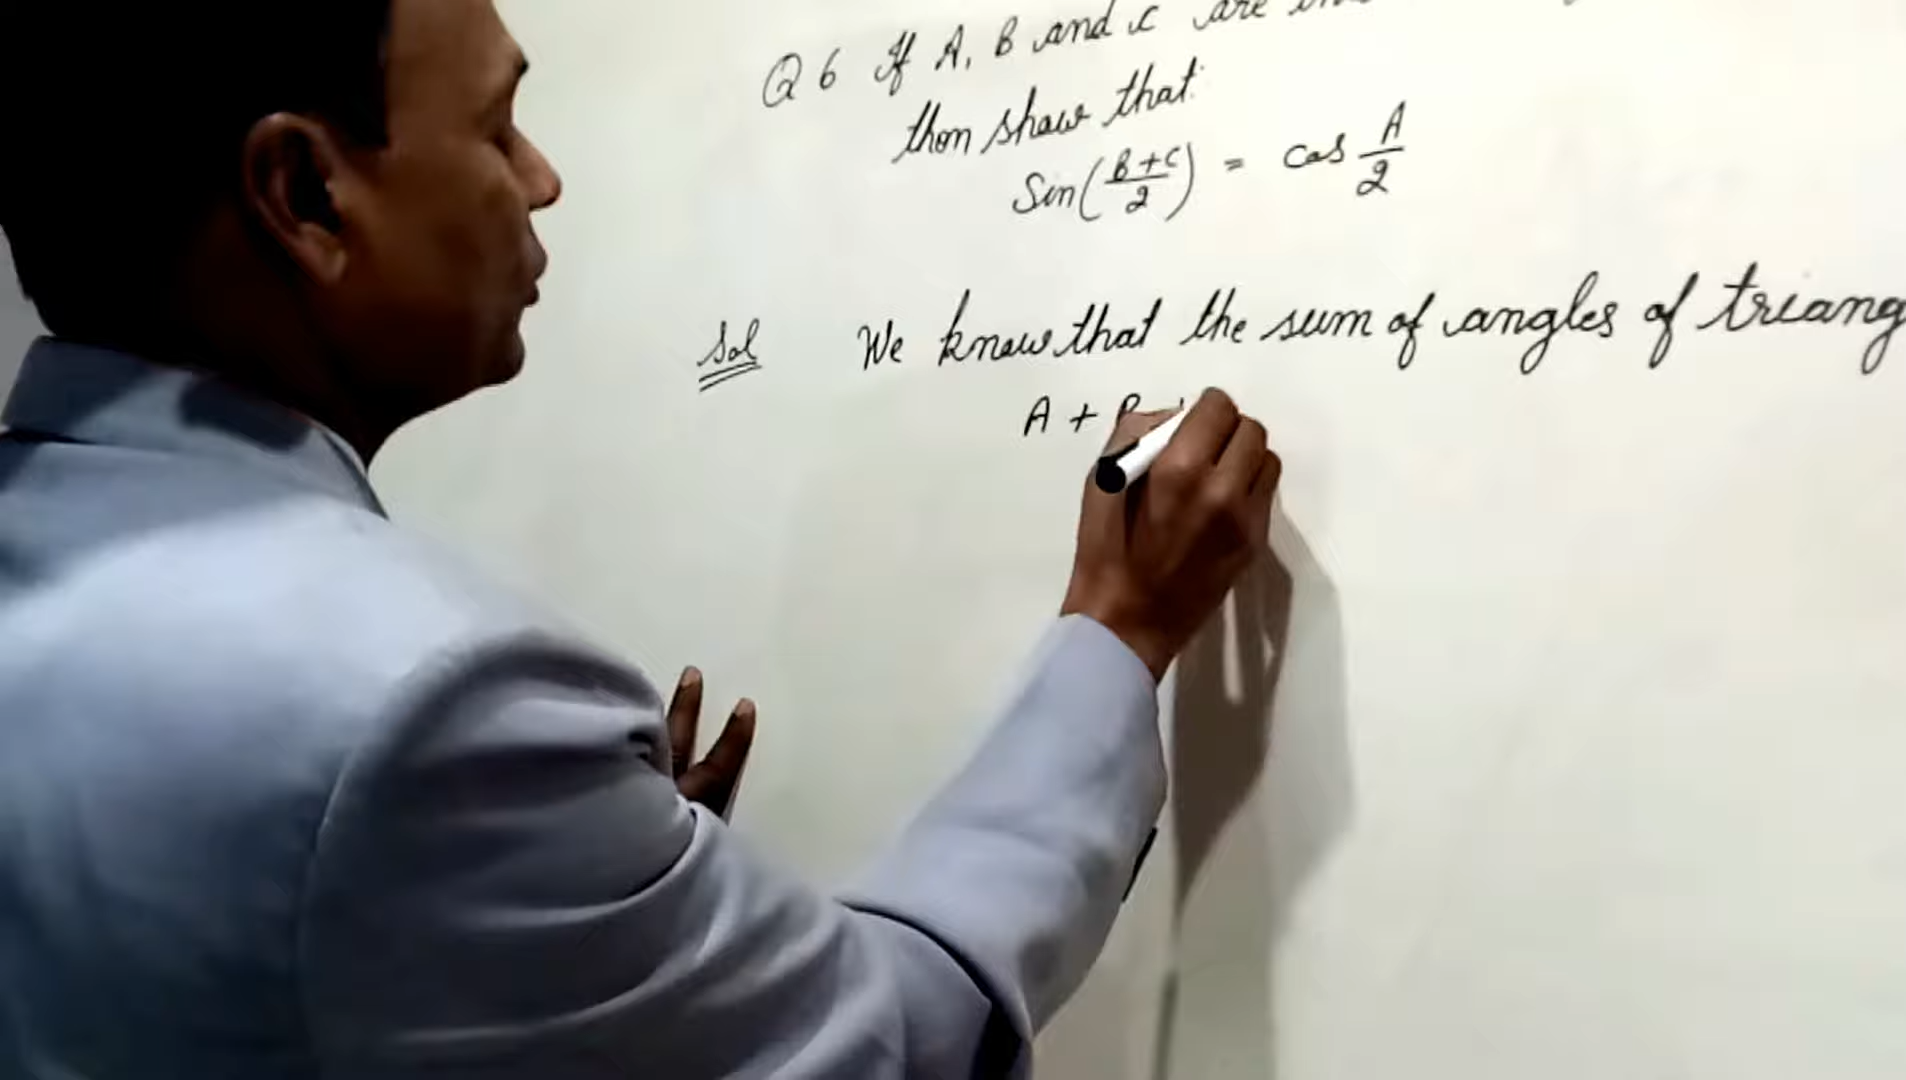 Q 6 If A, B and C are
then show that:
Sin(B+C/2) = cos A/2
Sol We know that the sum of angles of triang
A + B +